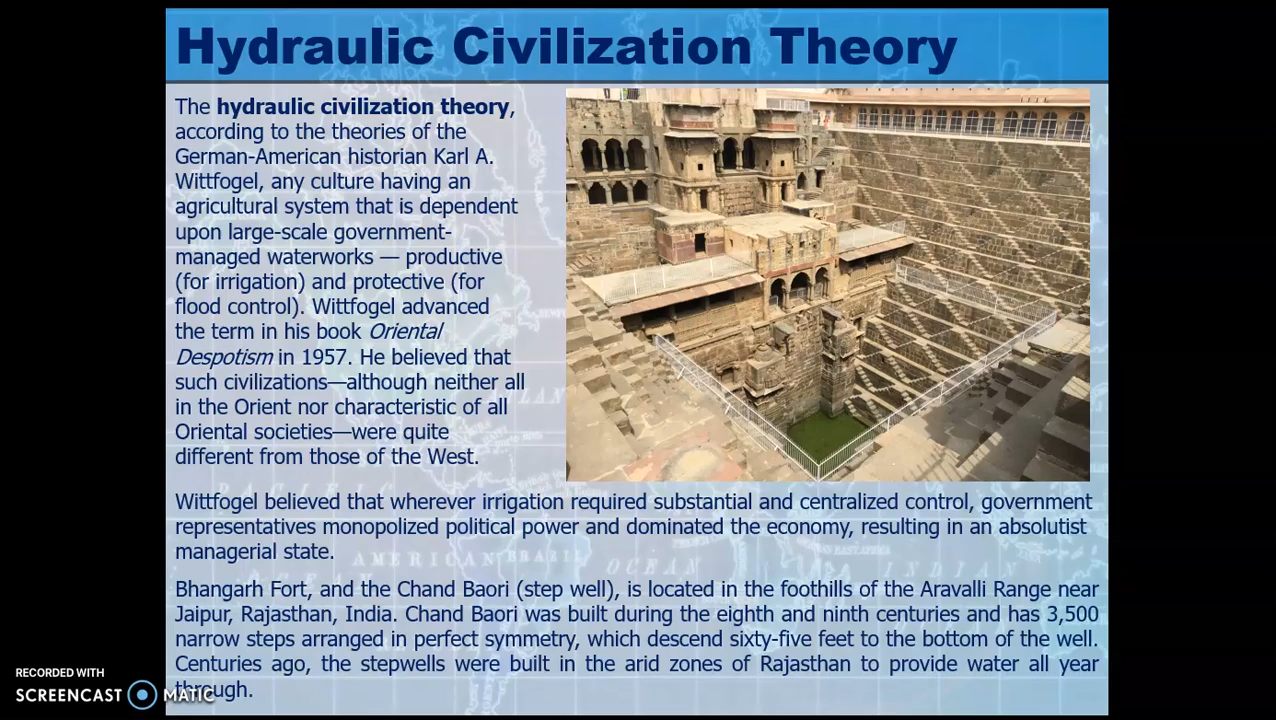 Hydraulic Civilization Theory
The hydraulic civilization theory,
according to the theories of the
German-American historian Karl A.
Wittfogel, any culture having an
agricultural system that is dependent
upon large-scale government-
managed waterworks — productive
(for irrigation) and protective (for
flood control). Wittfogel advanced
the term in his book Oriental
Despotism in 1957. He believed that
such civilizations—although neither all
in the Orient nor characteristic of all
Oriental societies—were quite
different from those of the West.
Wittfogel believed that wherever irrigation required substantial and centralized control, government
representatives monopolized political power and dominated the economy, resulting in an absolutist
managerial state.
Bhangarh Fort, and the Chand Baori (step well), is located in the foothills of the Aravalli Range near
Jaipur, Rajasthan, India. Chand Baori was built during the eighth and ninth centuries and has 3,500
narrow steps arranged in perfect symmetry, which descend sixty-five feet to the bottom of the well.
Centuries ago, the stepwells were built in the arid zones of Rajasthan to provide water all year
through.
RECORDED WITH
SCREENCAST MATIC
PACIFIC
AMERICAN
BRAZIL
OCEAN
INDIAN